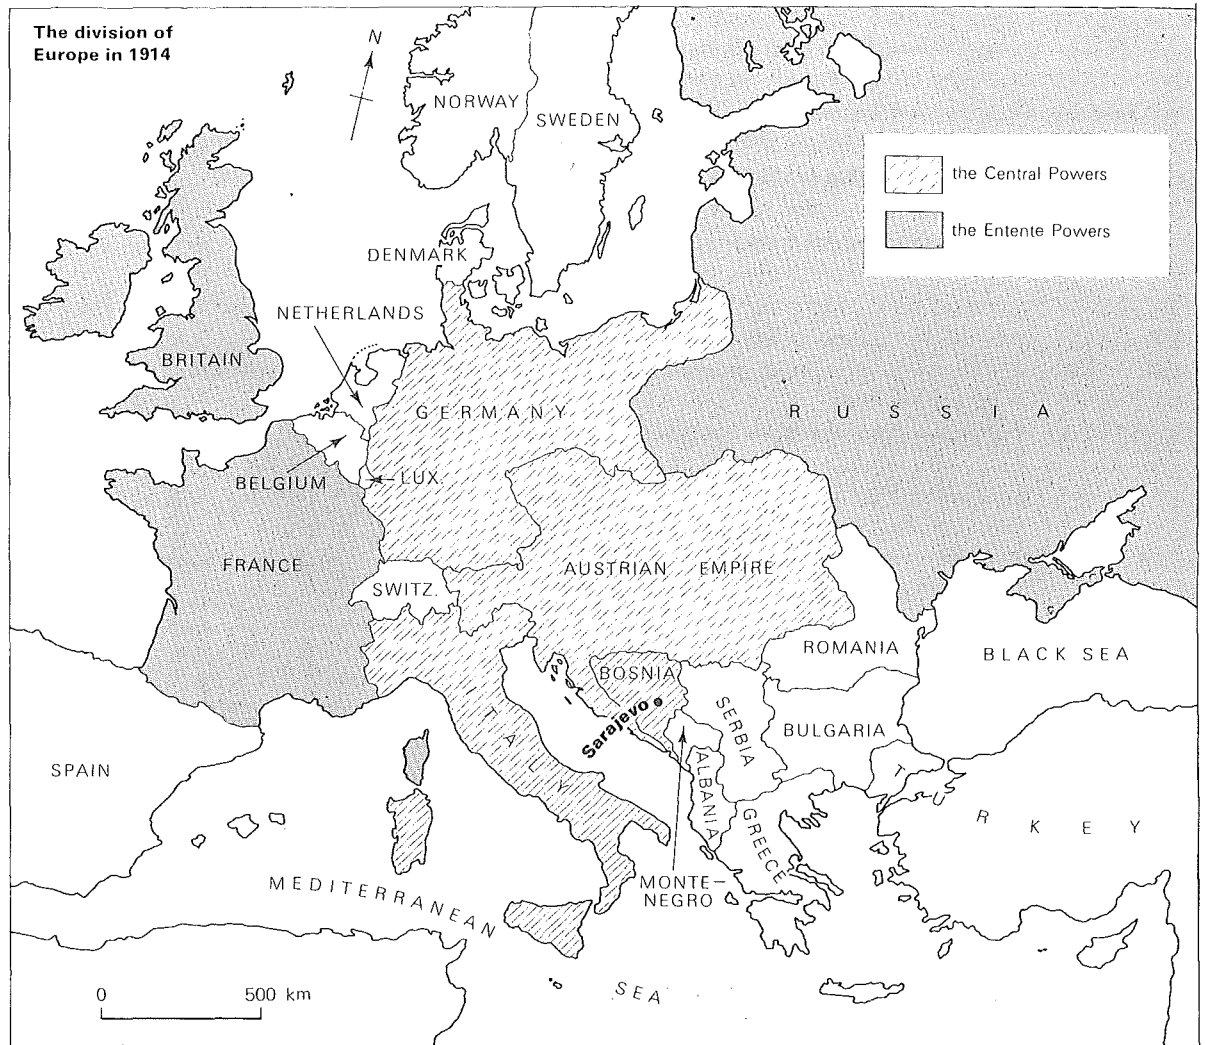 The division of
Europe in 1914
N
NORWAY
SWEDEN
the Central Powers
the Entente Powers
DENMARK
NETHERLANDS
BRITAIN
GERMANY
RUSSIA
BELGIUM
LUX.
FRANCE
AUSTRIAN EMPIRE
SWITZ.
ROMANIA
BLACK SEA
BOSNIA
Sarajevo
SERBIA
BULGARIA
ITALY
SPAIN
ALBANIA
GREECE
TURKEY
MONTE-
NEGRO
MEDITERRANEAN
SEA
0 500 km